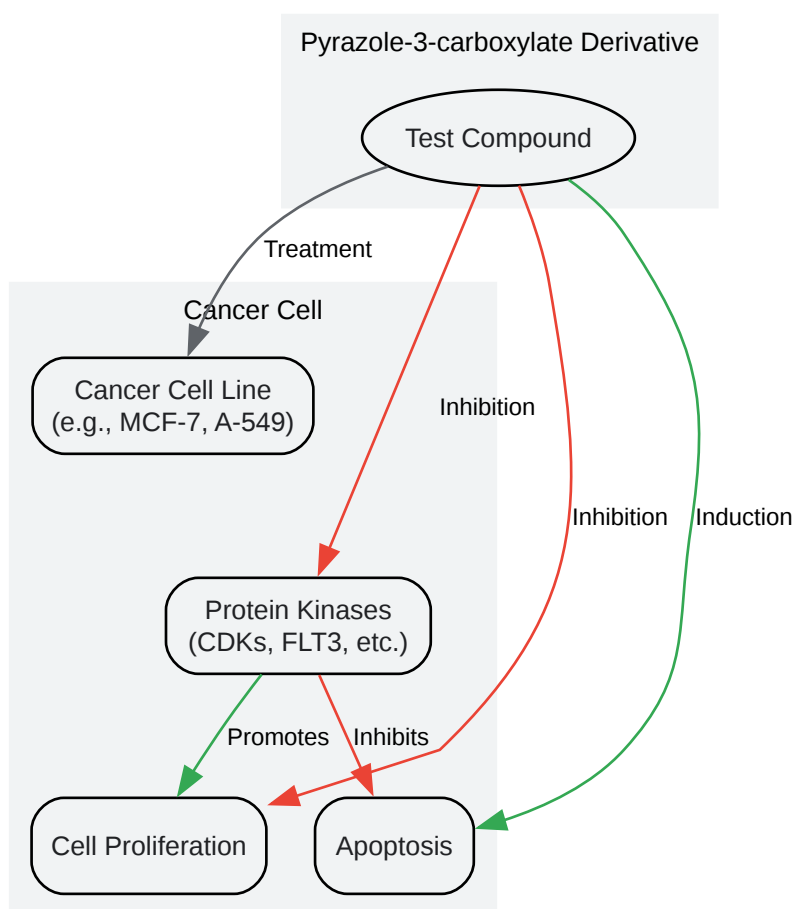 Pyrazole-3-carboxylate Derivative
Test Compound
Treatment
Cancer Cell
Cancer Cell Line
(e.g., MCF-7, A-549)
Inhibition
Inhibition
Induction
Protein Kinases
(CDKs, FLT3, etc.)
Promotes
Inhibits
Cell Proliferation
Apoptosis